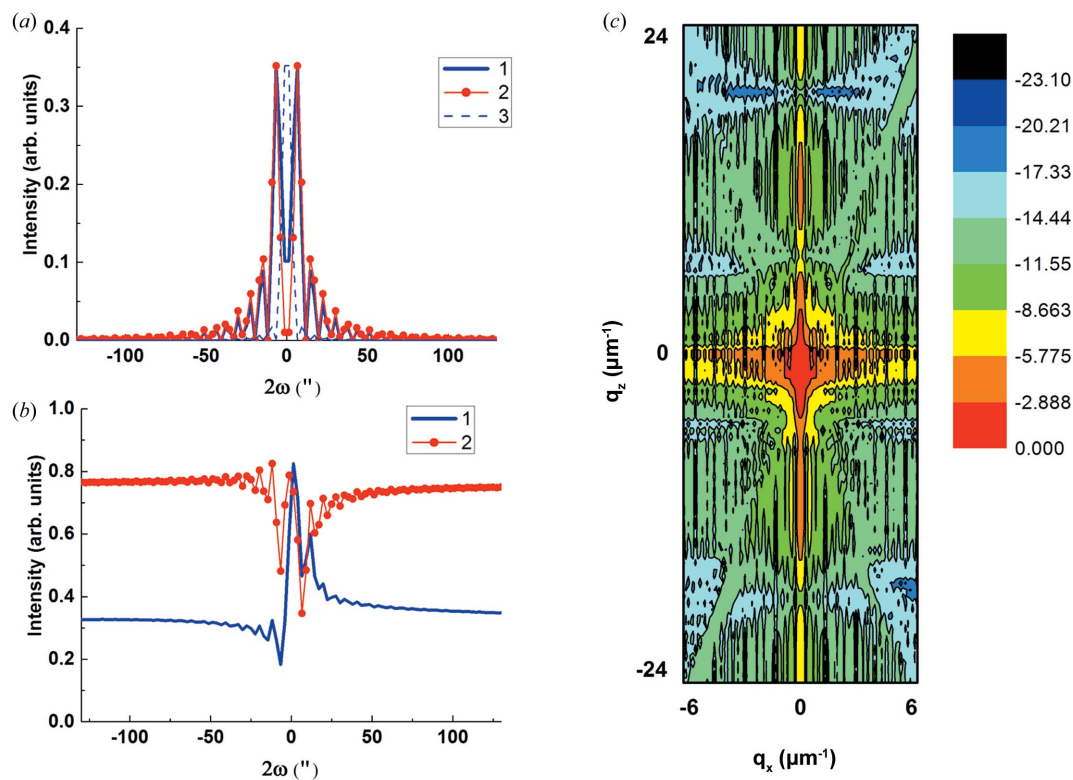 (a)
0.4
0.3
0.2
0.1
0.0
Intensity (arb. units)
1
2
3
-100 -50 0 50 100
2ω (")
(b)
1.0
0.8
0.6
0.4
0.2
0.0
Intensity (arb. units)
1
2
-100 -50 0 50 100
2ω (")
(c)
24
0
-24
q_z (μm⁻¹)
-6 0 6
q_x (μm⁻¹)
-23.10
-20.21
-17.33
-14.44
-11.55
-8.663
-5.775
-2.888
0.000